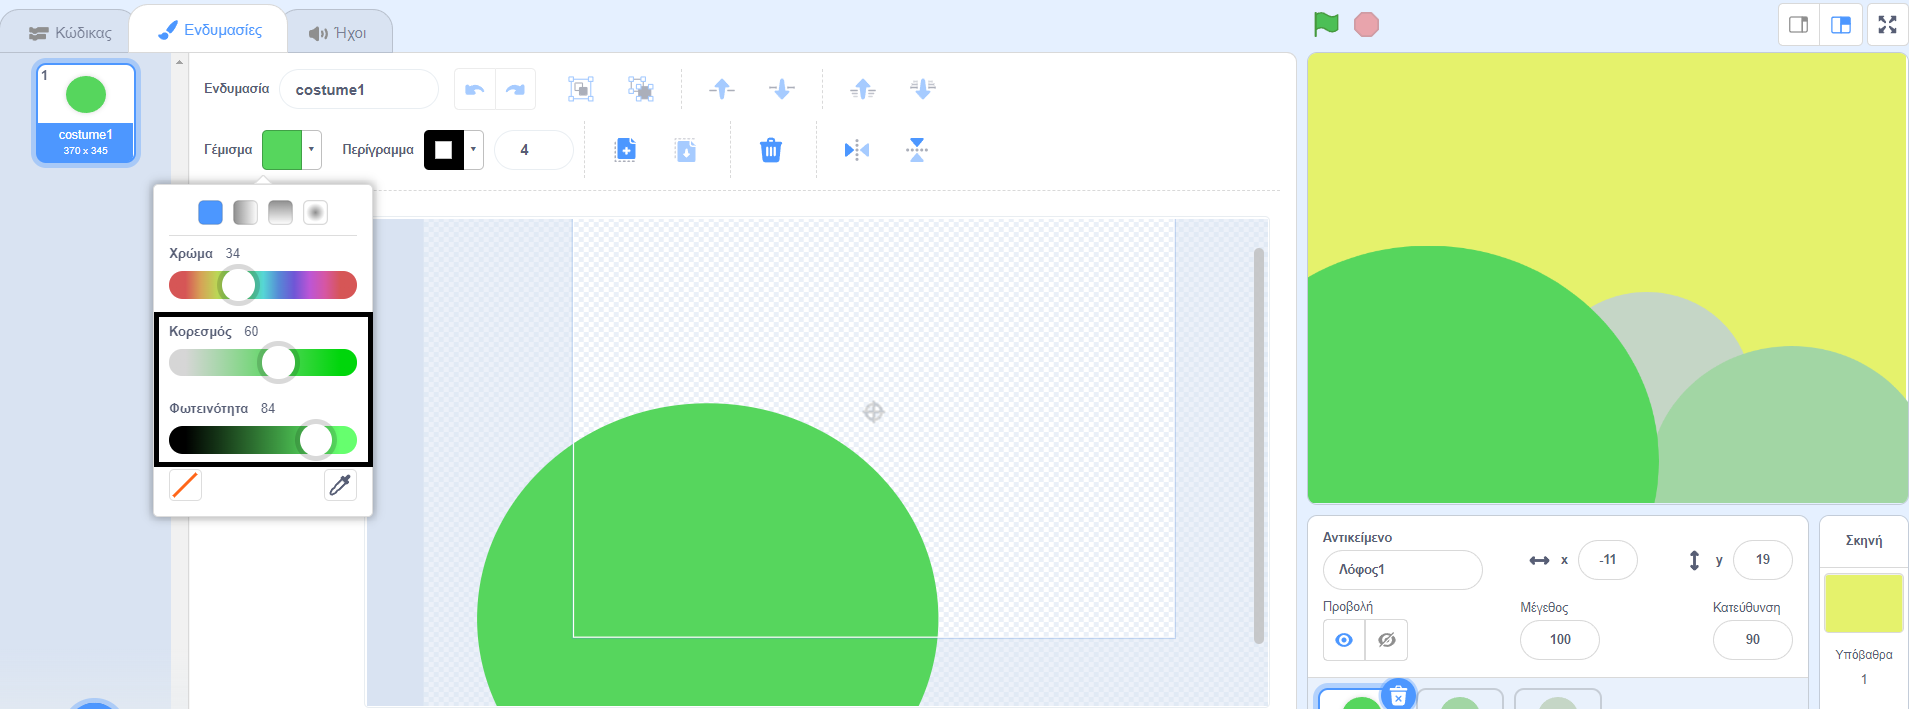 Κώδικας
Ενδυμασίες
Ήχοι
1
costume1
370 x 345
Ενδυμασία
costume1
Γέμισμα
Περίγραμμα
4
Χρώμα 34
Κορεσμός 60
Φωτεινότητα 84
Αντικείμενο
Λόφος1
x
-11
y
19
Προβολή
Μέγεθος
100
Κατεύθυνση
90
Σκηνή
Υπόβαθρα
1